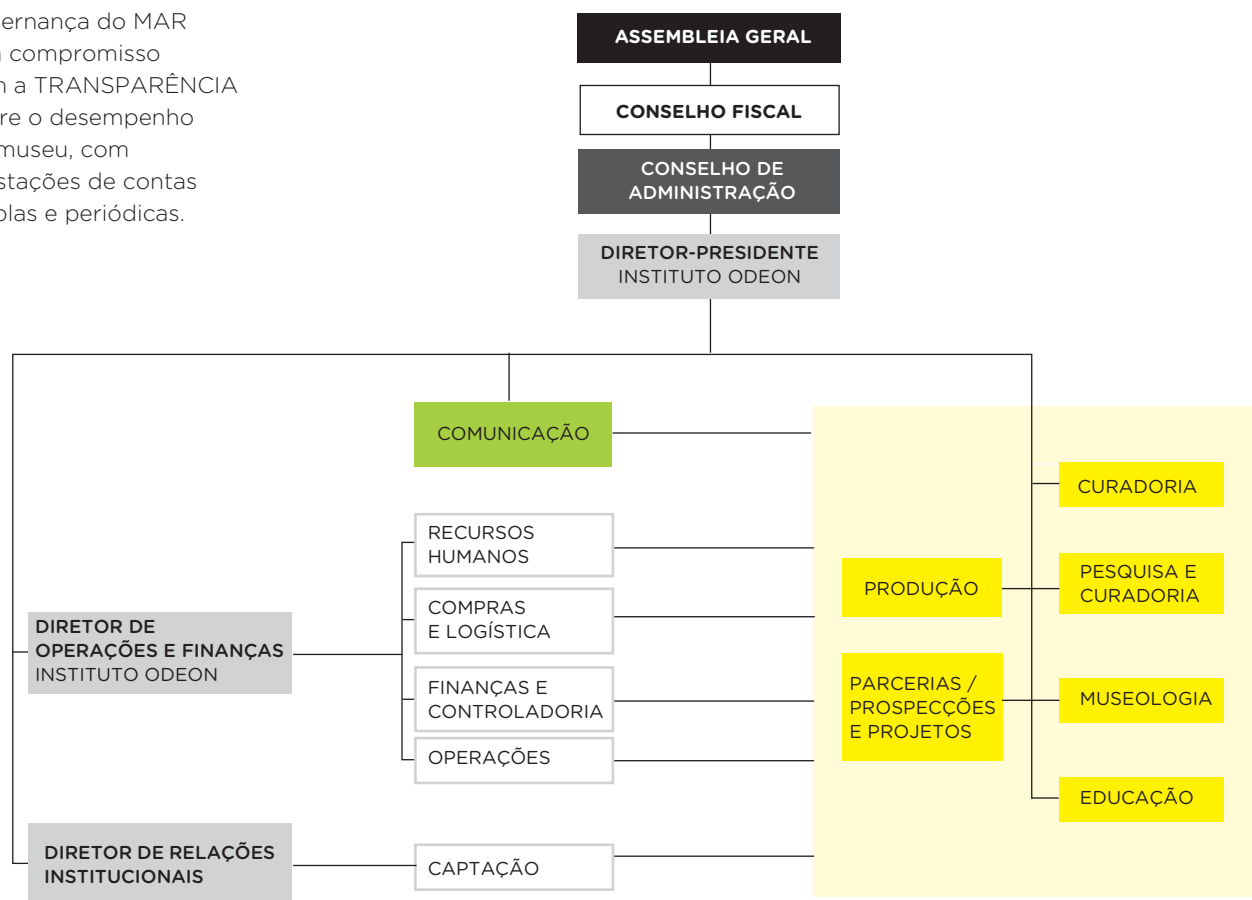 ernança do MAR
compromisso
a TRANSPARÊNCIA
re o desempenho
museu, com
stações de contas
olas e periódicas.
ASSEMBLEIA GERAL
CONSELHO FISCAL
CONSELHO DE
ADMINISTRAÇÃO
DIRETOR-PRESIDENTE
INSTITUTO ODEON
COMUNICAÇÃO
RECURSOS
HUMANOS
COMPRAS
E LOGÍSTICA
FINANÇAS E
CONTROLADORIA
OPERAÇÕES
DIRETOR DE
OPERAÇÕES E FINANÇAS
INSTITUTO ODEON
DIRETOR DE RELAÇÕES
INSTITUCIONAIS
CAPTAÇÃO
PRODUÇÃO
PARCERIAS /
PROSPECÇÕES
E PROJETOS
CURADORIA
PESQUISA E
CURADORIA
MUSEOLOGIA
EDUCAÇÃO